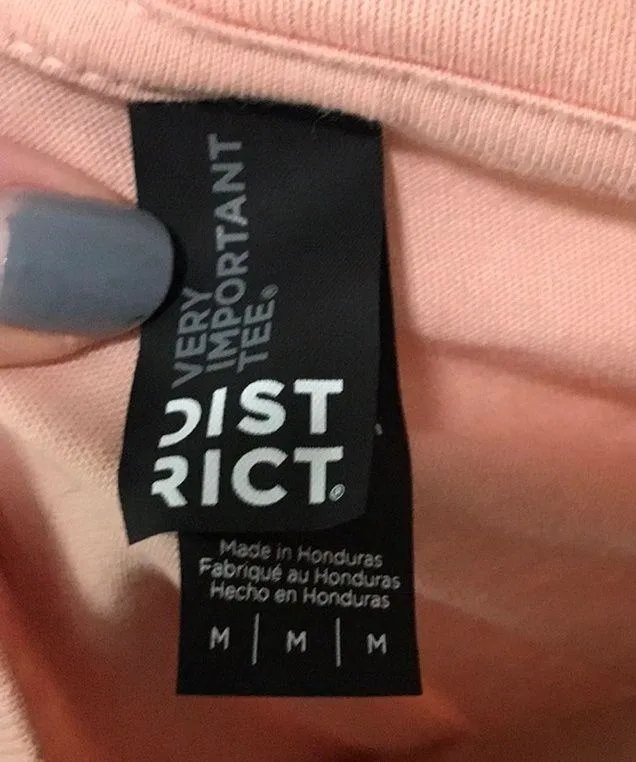 VERY
IMPORTANT
TEE®
DIST
RICT®
Made in Honduras
Fabriqué au Honduras
Hecho en Honduras
M | M | M